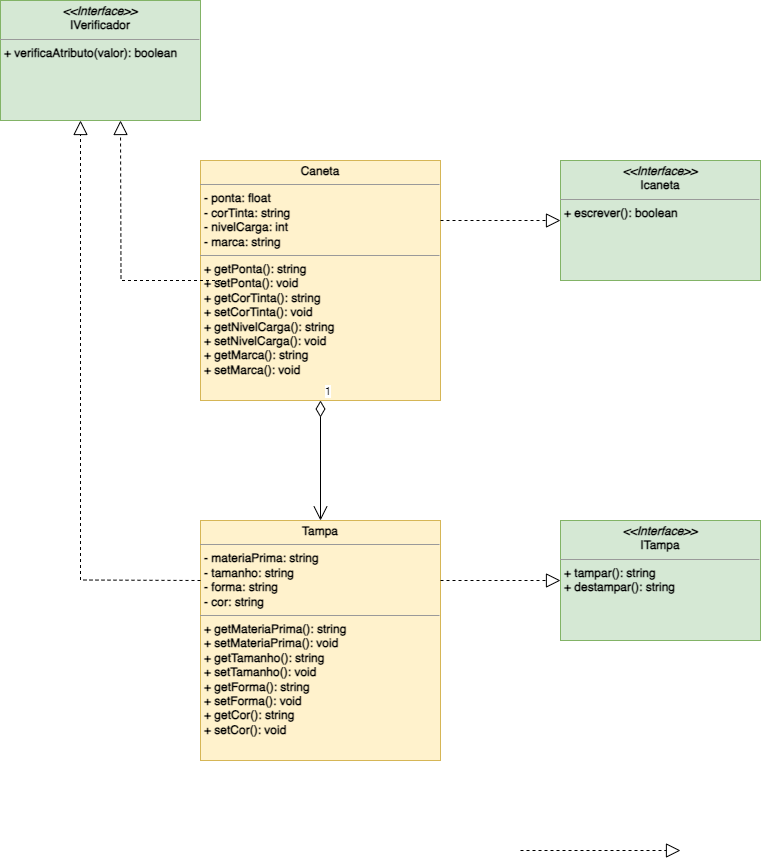 <<Interface>>
IVerificador
+ verificaAtributo(valor): boolean
Caneta
- ponta: float
- corTinta: string
- nivelCarga: int
- marca: string
+ getPonta(): string
+ setPonta(): void
+ getCorTinta(): string
+ setCorTinta(): void
+ getNivelCarga(): string
+ setNivelCarga(): void
+ getMarca(): string
+ setMarca(): void
1
<<Interface>>
Icaneta
+ escrever(): boolean
Tampa
- materiaPrima: string
- tamanho: string
- forma: string
- cor: string
+ getMateriaPrima(): string
+ setMateriaPrima(): void
+ getTamanho(): string
+ setTamanho(): void
+ getForma(): string
+ setForma(): void
+ getCor(): string
+ setCor(): void
<<Interface>>
ITampa
+ tampar(): string
+ destampar(): string